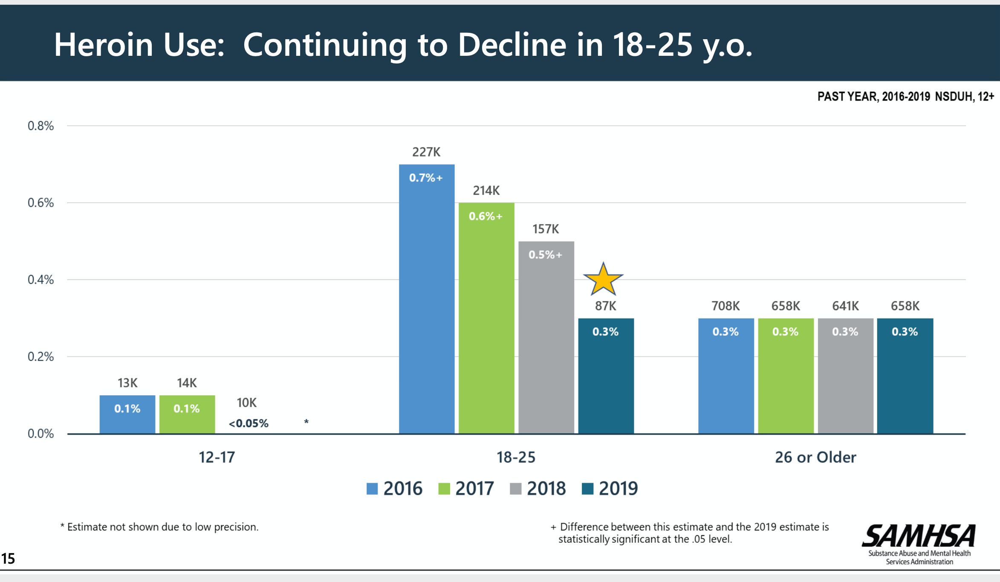 Heroin Use: Continuing to Decline in 18-25 y.o.
PAST YEAR, 2016-2019 NSDUH, 12+
0.8%
0.6%
0.4%
0.2%
0.0%
13K
0.1%
14K
0.1%
10K
<0.05%
*
227K
0.7%+
214K
0.6%+
157K
0.5%+
87K
0.3%
708K
0.3%
658K
0.3%
641K
0.3%
658K
0.3%
12-17
18-25
26 or Older
2016
2017
2018
2019
* Estimate not shown due to low precision.
+ Difference between this estimate and the 2019 estimate is
statistically significant at the .05 level.
SAMHSA
Substance Abuse and Mental Health
Services Administration
15